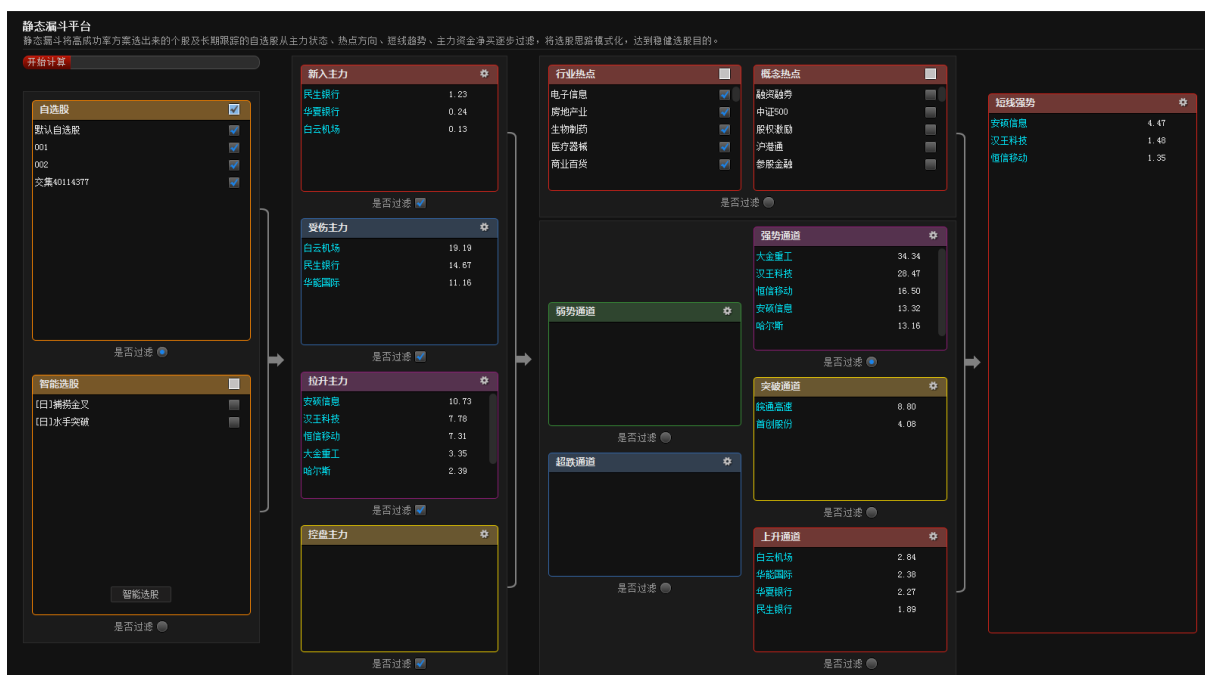 静态漏斗平台
静态漏斗将高成功率方案选出来的个股及长期跟踪的自选股从主力状态、热点方向、短线趋势、主力资金净买逐步过滤，将选股思路模式化，达到稳健选股目的。
开始计算
自选股
默认自选股
001
002
交集40114377
是否过滤
智能选股
[日]捕捞金叉
[日]水手突破
智能选股
是否过滤
新入主力
民生银行 1.23
华夏银行 0.24
白云机场 0.13
是否过滤
受伤主力
白云机场 19.19
民生银行 14.67
华能国际 11.16
是否过滤
拉升主力
安硕信息 10.73
汉王科技 7.78
恒信移动 7.31
大金重工 3.35
哈尔斯 2.39
是否过滤
控盘主力
是否过滤
行业热点
电子信息
房地产业
生物制药
医疗器械
商业百货
概念热点
融资融券
中证500
股权激励
沪港通
参股金融
是否过滤
弱势通道
是否过滤
超跌通道
是否过滤
强势通道
大金重工 34.34
汉王科技 28.47
恒信移动 16.50
安硕信息 13.32
哈尔斯 13.16
是否过滤
突破通道
皖通高速 8.80
首创股份 4.08
是否过滤
上升通道
白云机场 2.84
华能国际 2.38
华夏银行 2.27
民生银行 1.89
是否过滤
短线强势
安硕信息 4.47
汉王科技 1.48
恒信移动 1.35